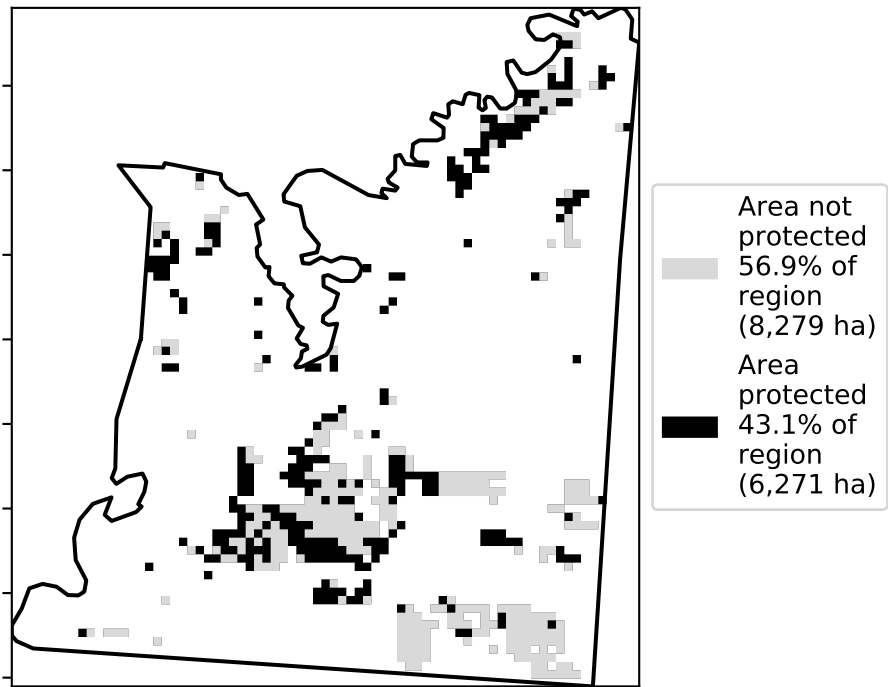 Area not
protected
56.9% of
region
(8,279 ha)
Area
protected
43.1% of
region
(6,271 ha)